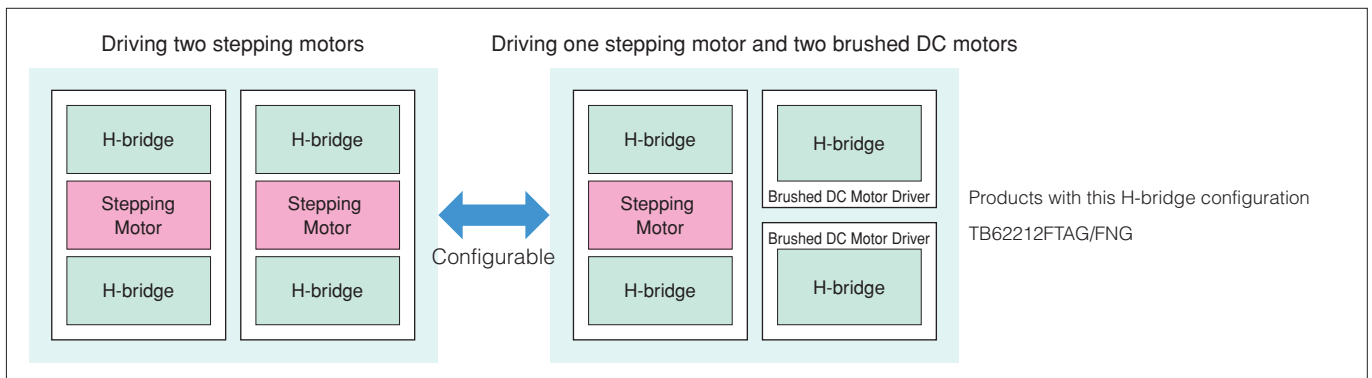 Driving two stepping motors
H-bridge
Stepping
Motor
H-bridge
H-bridge
Stepping
Motor
H-bridge
Configurable
Driving one stepping motor and two brushed DC motors
H-bridge
Stepping
Motor
H-bridge
H-bridge
Brushed DC Motor Driver
Brushed DC Motor Driver
H-bridge
Products with this H-bridge configuration
TB62212FTAG/FNG